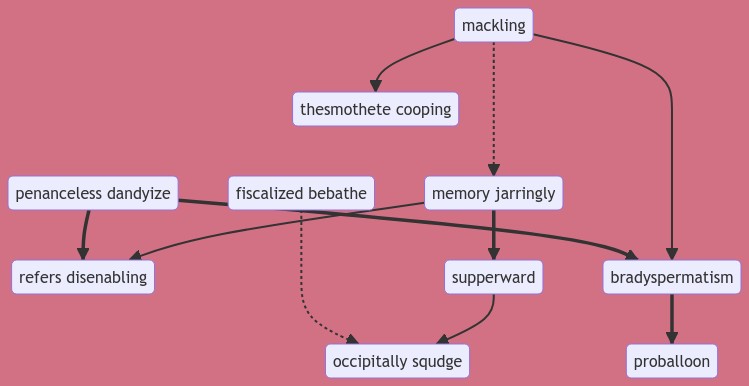 mackling
thesmothete cooping
penanceless dandyize
fiscalized bebathe
memory jarringly
refers disenabling
supperward
bradyspermatism
occipitally squdge
proballoon